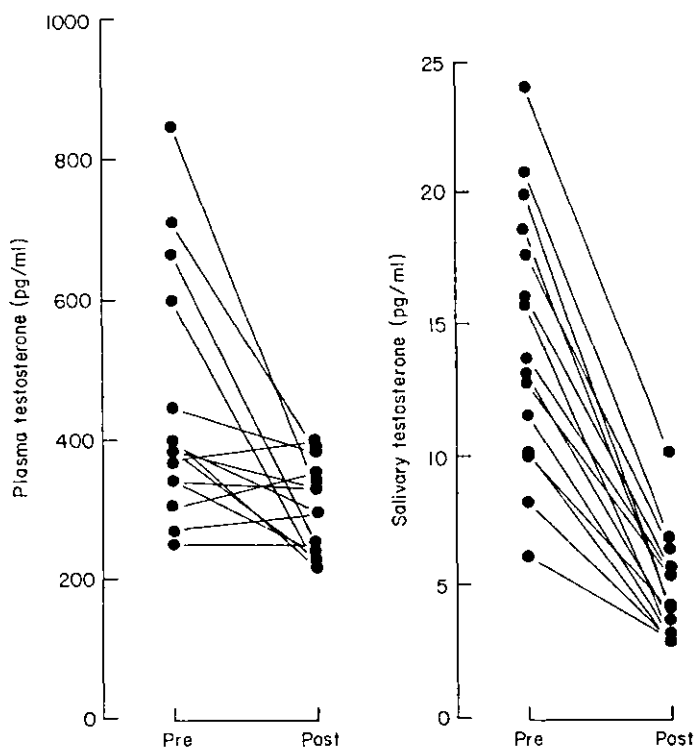 1000
800
600
400
200
0
Plasma testosterone (pg/ml)
Pre
Post
25
20
15
10
5
0
Salivary testosterone (pg/ml)
Pre
Post